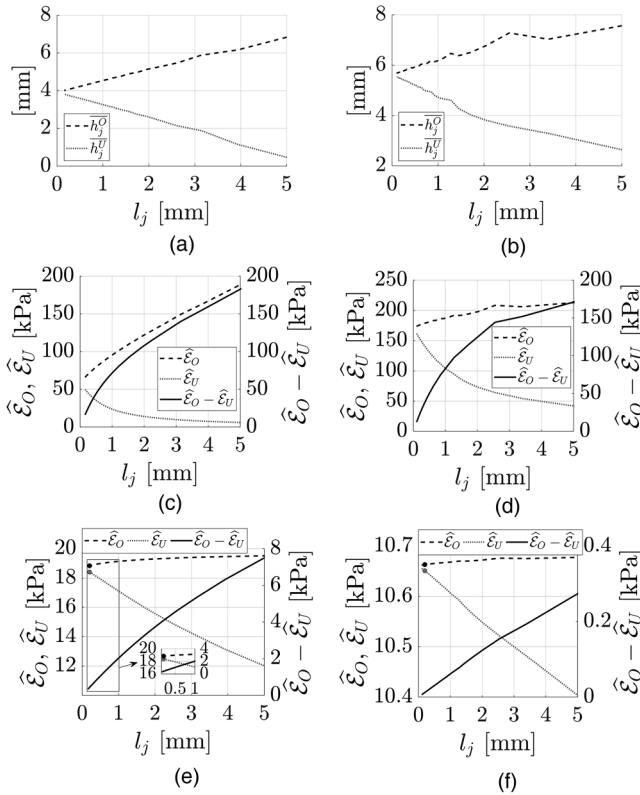 8
6
4
2
0
[mm]
h̅_j^O
h̅_j^U
0 1 2 3 4 5
l_j [mm]
(a)
8
6
4
2
h̅_j^O
h̅_j^U
0 1 2 3 4 5
l_j [mm]
(b)
200
150
100
50
0
Ê_O, Ê_U [kPa]
Ê_O
Ê_U
Ê_O − Ê_U
200
150
100
50
0
Ê_O − Ê_U [kPa]
0 1 2 3 4 5
l_j [mm]
(c)
250
200
150
100
50
0
Ê_O, Ê_U [kPa]
Ê_O
Ê_U
Ê_O − Ê_U
200
150
100
50
0
Ê_O − Ê_U [kPa]
0 1 2 3 4 5
l_j [mm]
(d)
Ê_O Ê_U Ê_O − Ê_U
20
18
16
14
12
Ê_O, Ê_U [kPa]
20
18
16
4
2
0
0.5 1
8
6
4
2
0
Ê_O − Ê_U [kPa]
0 1 2 3 4 5
l_j [mm]
(e)
Ê_O Ê_U Ê_O − Ê_U
10.7
10.6
10.5
10.4
Ê_O, Ê_U [kPa]
0.4
0.2
0
Ê_O − Ê_U [kPa]
0 1 2 3 4 5
l_j [mm]
(f)